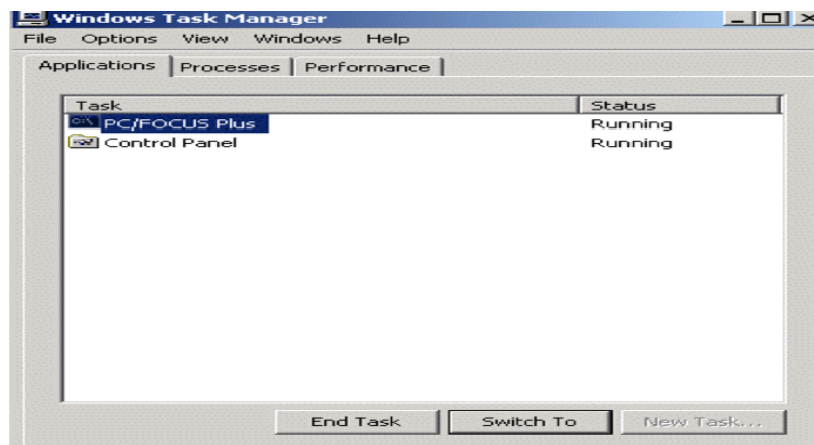 Windows Task Manager
File Options View Windows Help
Applications Processes Performance
Task Status
PC/FOCUS Plus Running
Control Panel Running
End Task Switch To New Task...